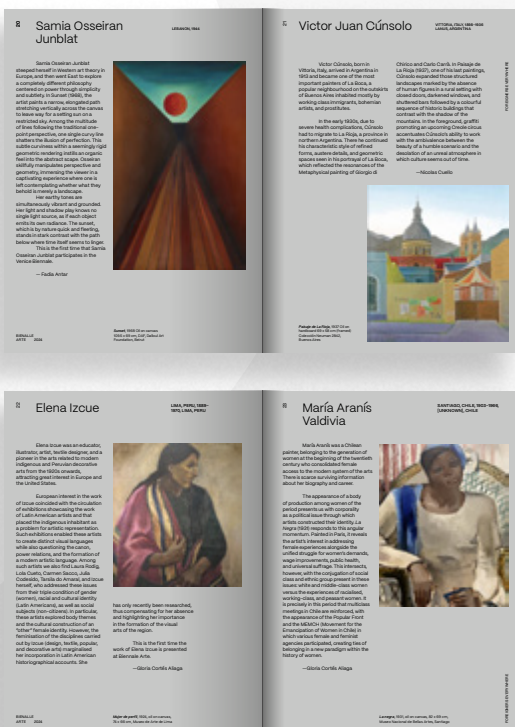 Samia Osseiran
Junblat
LEBANON, 1944
Samia Osseiran Junblat
steeped herself in Western art theory in
Europe, and then went East to explore
a completely different philosophy
centered on power through simplicity
and subtlety. In Sunset (1968), the
artist paints a narrow, elongated path
stretching vertically across the canvas
to leave way for a setting sun on a
restricted sky. Among the multitude
of lines following the traditional one-
point perspective, one single curvy line
shatters the illusion of perfection. This
subtle curviness within a seemingly rigid
geometric rendering instils an organic
feel into the abstract scape. Osseiran
skillfully manipulates perspective and
geometry, immersing the viewer in a
captivating experience where one is
left contemplating whether what they
behold is merely a landscape.
Her earthy tones are
simultaneously vibrant and grounded.
Her light and shadow play knows no
single light source, as if each object
emits its own radiance. The sunset,
which is by nature quick and fleeting,
stands in stark contrast with the path
below where time itself seems to linger.
This is the first time that Samia
Osseiran Junblat participates in the
Venice Biennale.
—Fadia Antar
Sunset, 1968 Oil on canvas
Foundation, Beirut
BIENNALE
ARTE 2024
Victor Juan Cúnsolo
VITTORIA, ITALY, 1898–1936
LANUS, ARGENTINA
Víctor Cúnsolo, born in
Vittoria, Italy, arrived in Argentina in
1913 and became one of the most
important painters of La Boca, a
popular neighbourhood on the outskirts
of Buenos Aires inhabited mostly by
working class immigrants, bohemian
artists, and prostitutes.
In the early 1930s, due to
severe health complications, Cúnsolo
had to migrate to La Rioja, a province in
northern Argentina. There he continued
his characteristic style of refined
forms, austere details, and geometric
spaces seen in his portrayal of La Boca,
which reflected the resonances of the
Metaphysical painting of Giorgio di
Chirico and Carlo Carrà. In Paisaje de
La Rioja (1937), one of his last paintings,
Cúnsolo expanded those structured
landscapes marked by the absence
of human figures in a rural setting with
closed doors, darkened windows, and
shuttered bars followed by a colourful
sequence of historic buildings that
contrast with the shadow of the
mountains. In the foreground, graffiti
promoting an upcoming Creole circus
accentuates Cúnsolo's ability to work
with the ambivalence between the
beauty of a humble scenario and the
desolation of an unreal atmosphere in
which culture seems out of time.
—Nicolas Cuello
Paisaje de La Rioja, 1937 Oil on
Buenos Aires
Elena Izcue
LIMA, PERU, 1889–
1970, LIMA, PERU
Elena Izcue was an educator,
illustrator, artist, textile designer, and a
pioneer in the arts related to modern
indigenous and Peruvian decorative
arts from the 1920s onwards,
attracting great interest in Europe and
the United States.
European interest in the work
of Izcue coincided with the circulation
of exhibitions showcasing the work
of Latin American artists and that
placed the indigenous inhabitant as
a problem for artistic representation.
Such exhibitions enabled these artists
to create distinct visual languages
while also questioning the canon,
power relations, and the formation of
a modern artistic language. Among
such artists we also find Laura Rodig,
Lola Cueto, Carmen Saco, Julia
Codesido, Tarsila do Amaral, and Izcue
herself, who addressed these issues
from their triple condition of gender
(women), racial and cultural identity
(Latin Americans), as well as social
subjects (non-citizens). In particular,
these artists explored body themes
and the cultural construction of an
"other" female identity. However, the
feminisation of the disciplines carried
out by Izcue (design, textile, popular,
and decorative arts) marginalised
her incorporation in Latin American
historiographical accounts. She
has only recently been researched,
thus compensating for her absence
and highlighting her importance
in the formation of the visual
arts of the region.
This is the first time the
work of Elena Izcue is presented
at Biennale Arte.
—Gloria Cortés Aliaga
BIENNALE
ARTE 2024
María Aranís
Valdivia
SANTIAGO, CHILE, 1903–1966,
[UNKNOWN], CHILE
María Aranís was a Chilean
painter, belonging to the generation of
women at the beginning of the twentieth
century who consolidated female
access to the modern system of the arts.
There is scarce surviving information
about her biography and career.
The appearance of a body
of production among women of the
period presents us with corporality
as a political issue through which
artists constructed their identity. La
Negra (1931) responds to this singular
momentum. Painted in Paris, it reveals
the artist's interest in addressing
female experiences alongside the
unified struggle for women's demands,
wage improvements, public health,
and universal suffrage. This intersects,
however, with the conjugation of social
class and ethnic group present in these
issues: white and middle-class women
versus the experiences of racialised,
working-class, and peasant women. It
is precisely in this period that multiclass
meetings in Chile are reinforced, with
the appearance of the Popular Front
and the MEMCH (Movement for the
Emancipation of Women in Chile) in
which various female and feminist
agencies participated, creating ties of
belonging in a new paradigm within the
history of women.
—Gloria Cortés Aliaga
Museo Nacional de Bellas Artes, Santiago